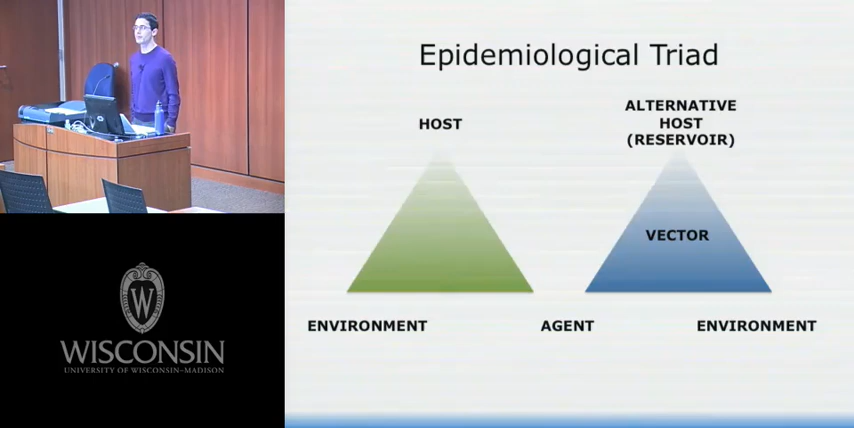 Epidemiological Triad
HOST
ALTERNATIVE
HOST
(RESERVOIR)
VECTOR
ENVIRONMENT
AGENT
ENVIRONMENT
W
WISCONSIN
UNIVERSITY OF WISCONSIN–MADISON